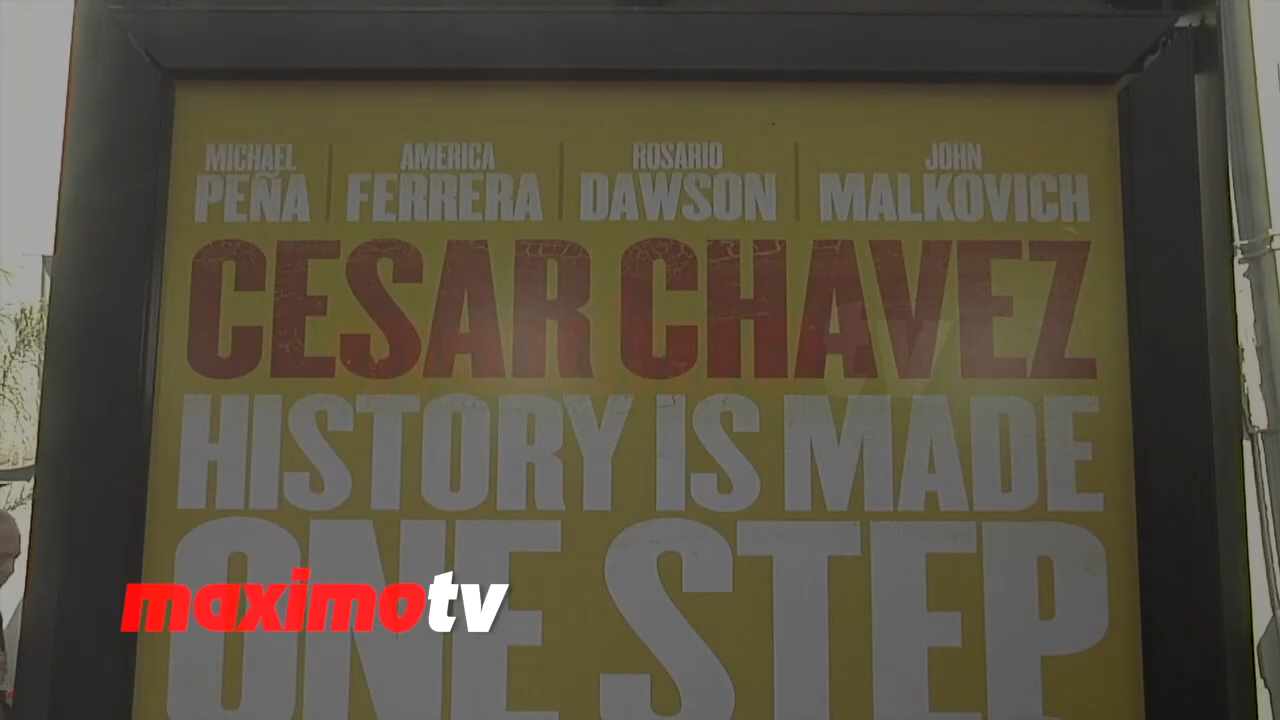 MICHAEL PEÑA
AMERICA FERRERA
ROSARIO DAWSON
JOHN MALKOVICH
CESAR CHAVEZ
HISTORY IS MADE
ONE STEP
maximotv